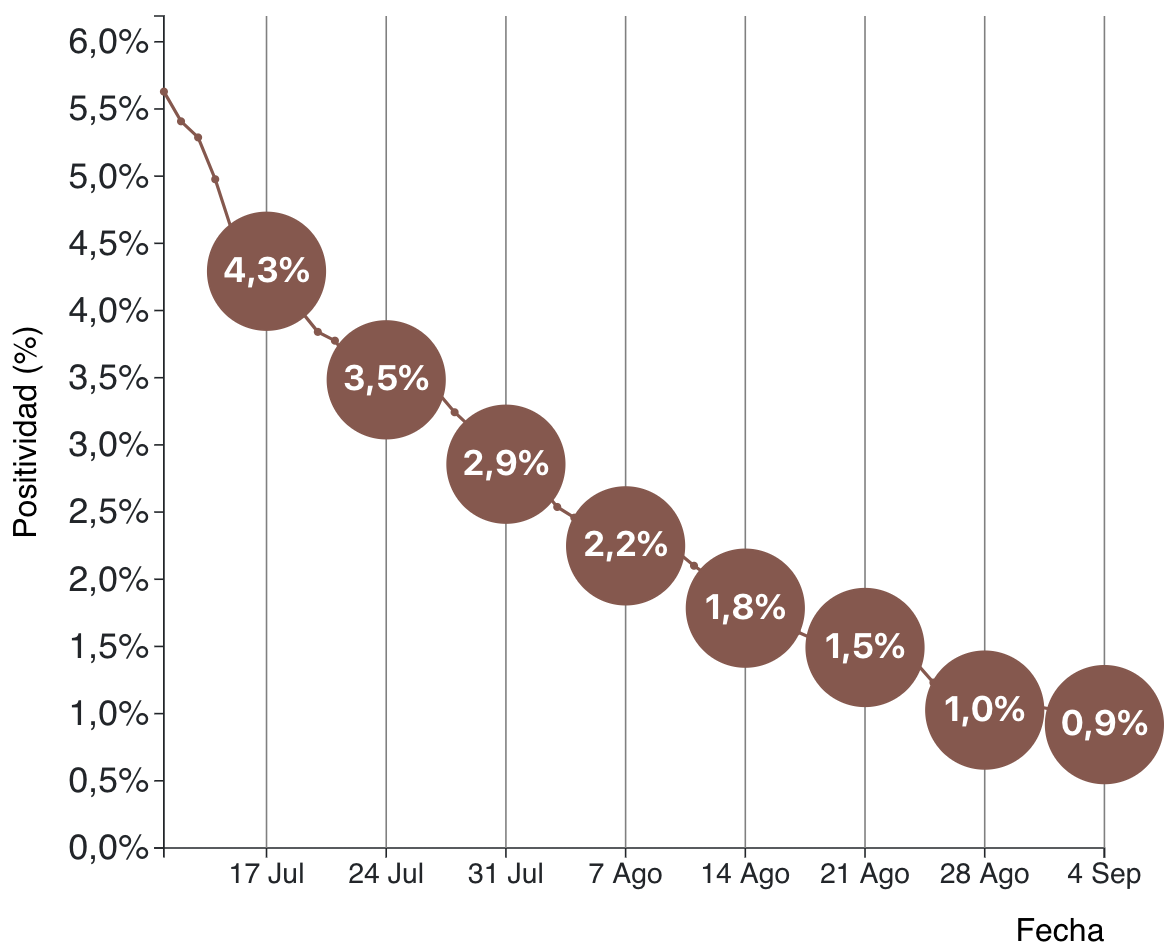 6,0%
5,5%
5,0%
4,5%
4,0%
3,5%
3,0%
2,5%
2,0%
1,5%
1,0%
0,5%
0,0%
Positividad (%)
4,3%
3,5%
2,9%
2,2%
1,8%
1,5%
1,0%
0,9%
17 Jul
24 Jul
31 Jul
7 Ago
14 Ago
21 Ago
28 Ago
4 Sep
Fecha